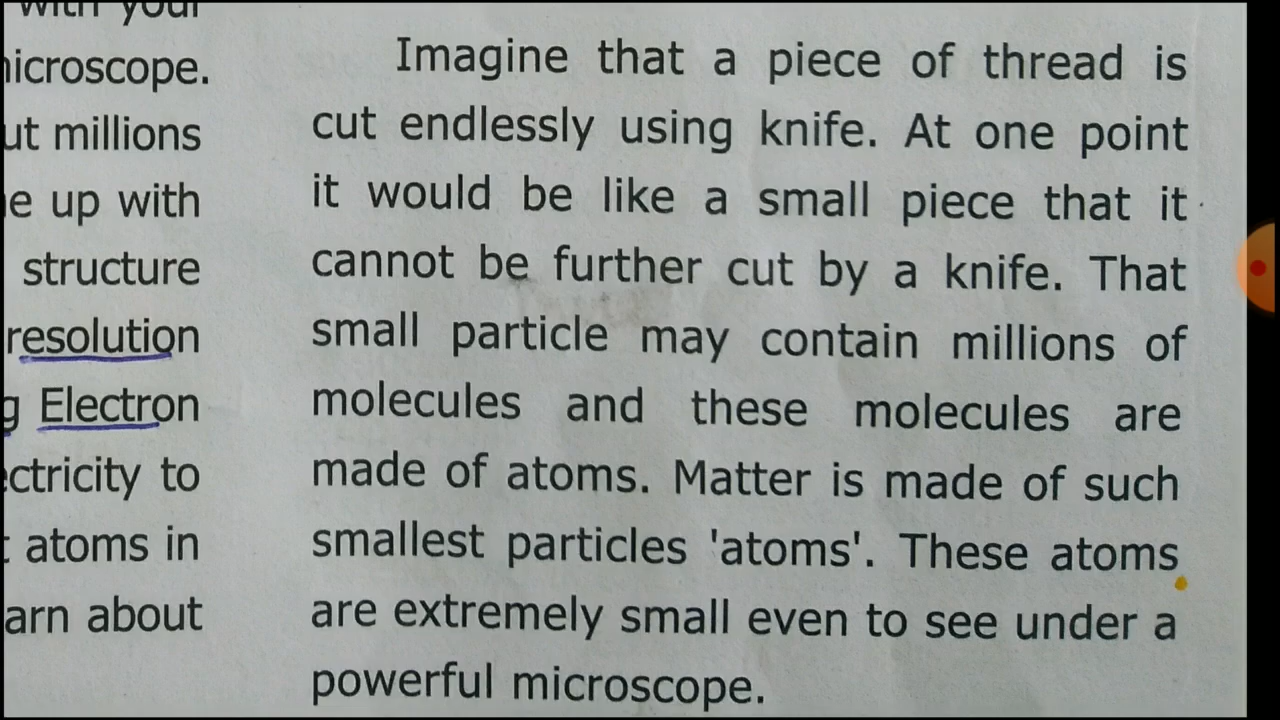 with your
icroscope.
ut millions
e up with
structure
resolution
g Electron
ectricity to
atoms in
arn about
Imagine that a piece of thread is
cut endlessly using knife. At one point
it would be like a small piece that it
cannot be further cut by a knife. That
small particle may contain millions of
molecules and these molecules are
made of atoms. Matter is made of such
smallest particles 'atoms'. These atoms
are extremely small even to see under a
powerful microscope.